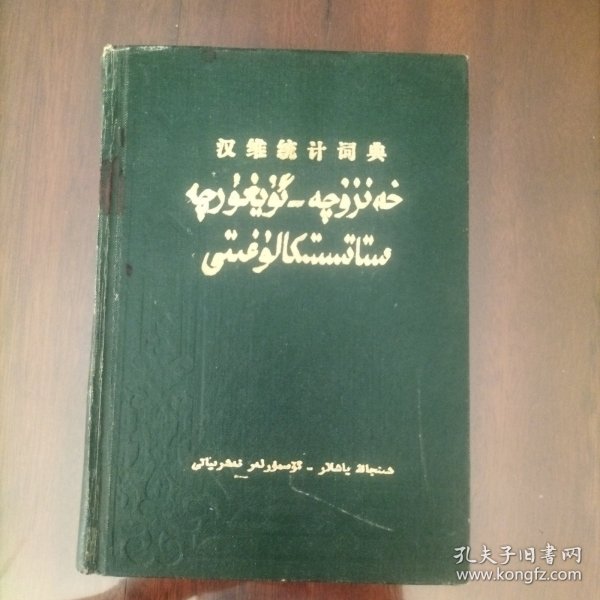 汉维统计词典
خەنزۇچە - ئۇيغۇرچە
ستاتىستىكا لۇغىتى
شىنجاڭ ياشلار - ئۆسمۈرلەر نەشرىياتى
孔夫子旧书网
www.kongfz.com